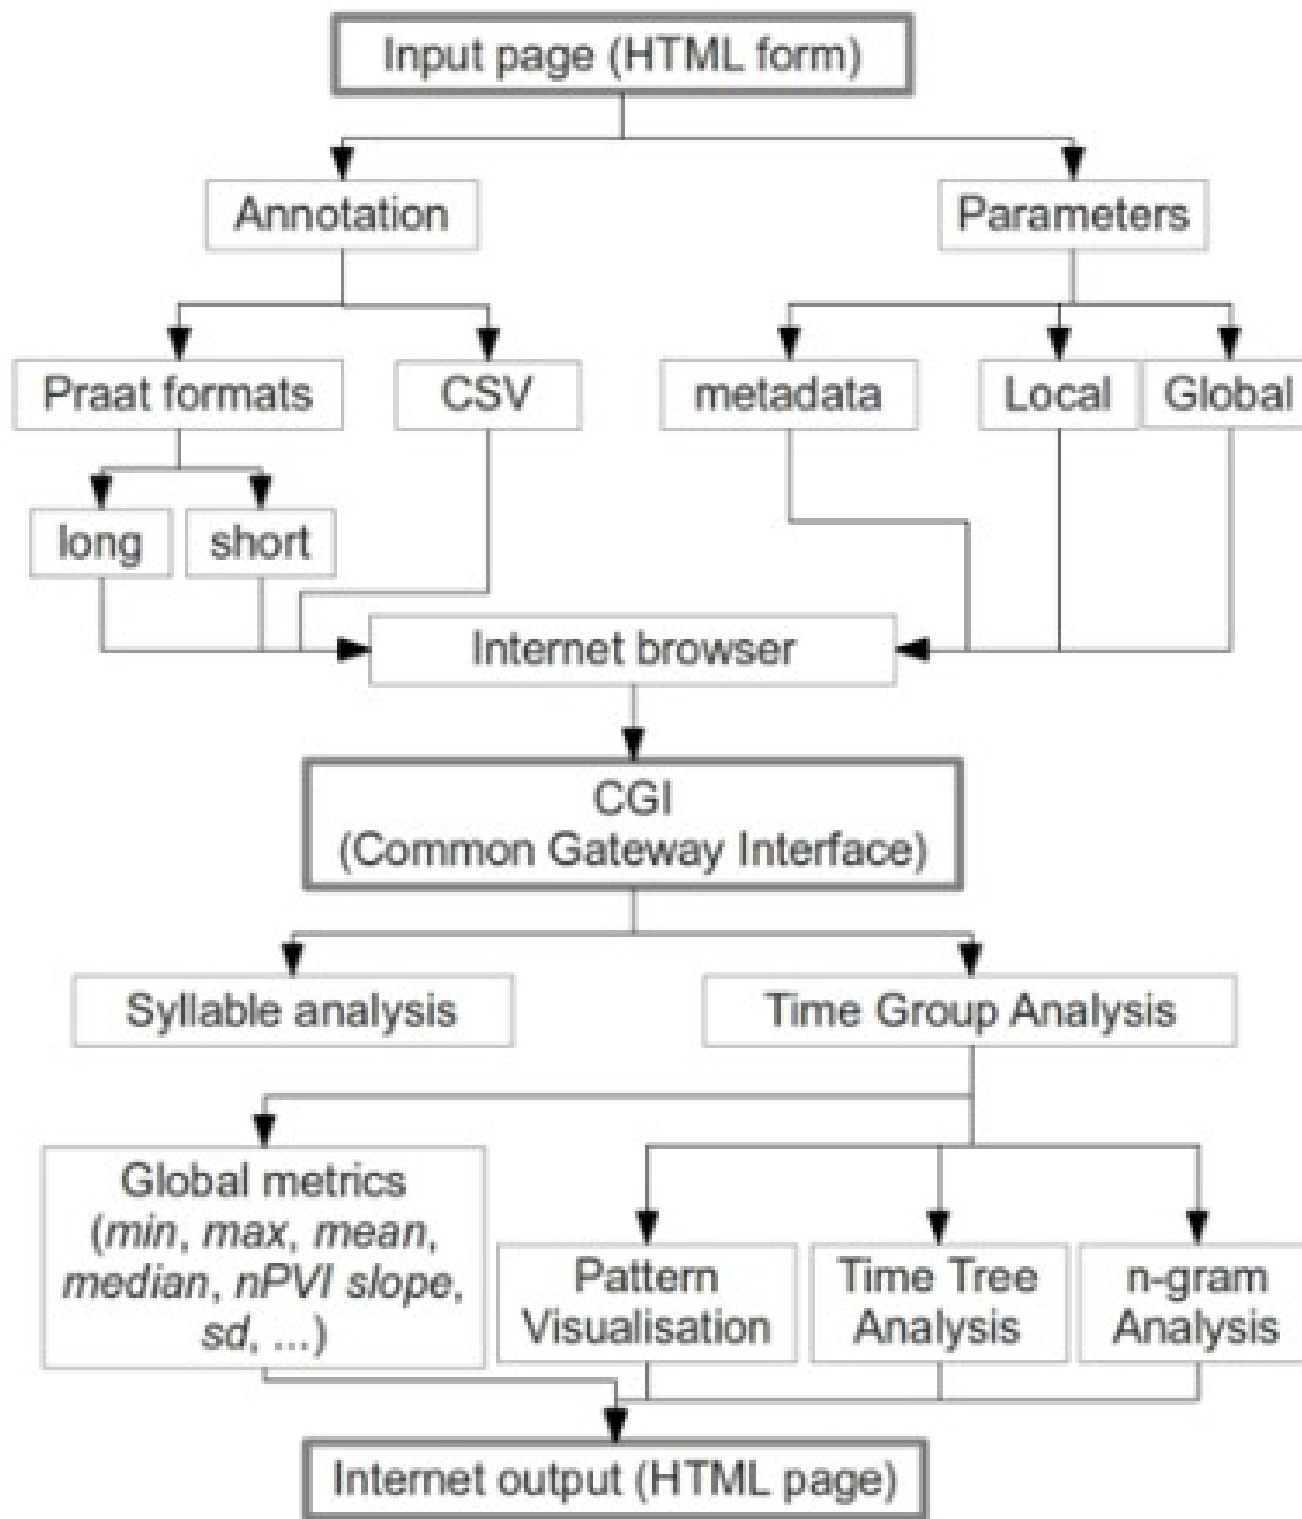 Input page (HTML form)
Annotation
Parameters
Praat formats
CSV
metadata
Local
Global
long
short
Internet browser
CGI
(Common Gateway Interface)
Syllable analysis
Time Group Analysis
Global metrics
(min, max, mean,
median, nPVI slope,
sd, ...)
Pattern
Visualisation
Time Tree
Analysis
n-gram
Analysis
Internet output (HTML page)